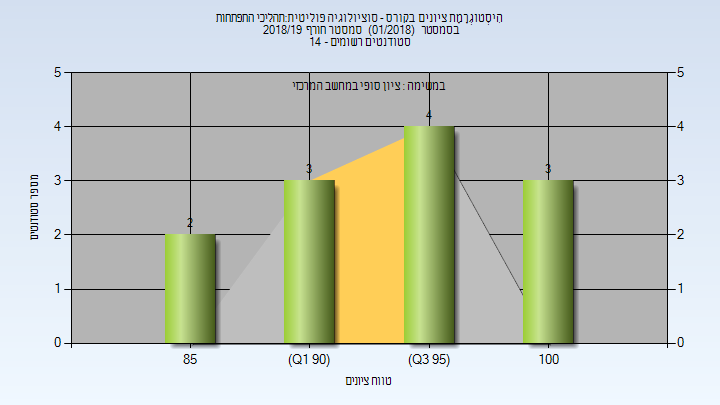 היסטוגרמת ציונים בקורס - סוציולוגיה פוליטית:תהליכי התפתחות
בסמסטר (01/2018) סמסטר חורף 2018/19
סטודנטים רשומים - 14
במשימה : ציון סופי במחשב המרכזי
5 5
4 4
3 3
2 2
1 1
0 0
2 3 4 3
85 (Q1 90) (Q3 95) 100
מספר סטודנטים
טווח ציונים